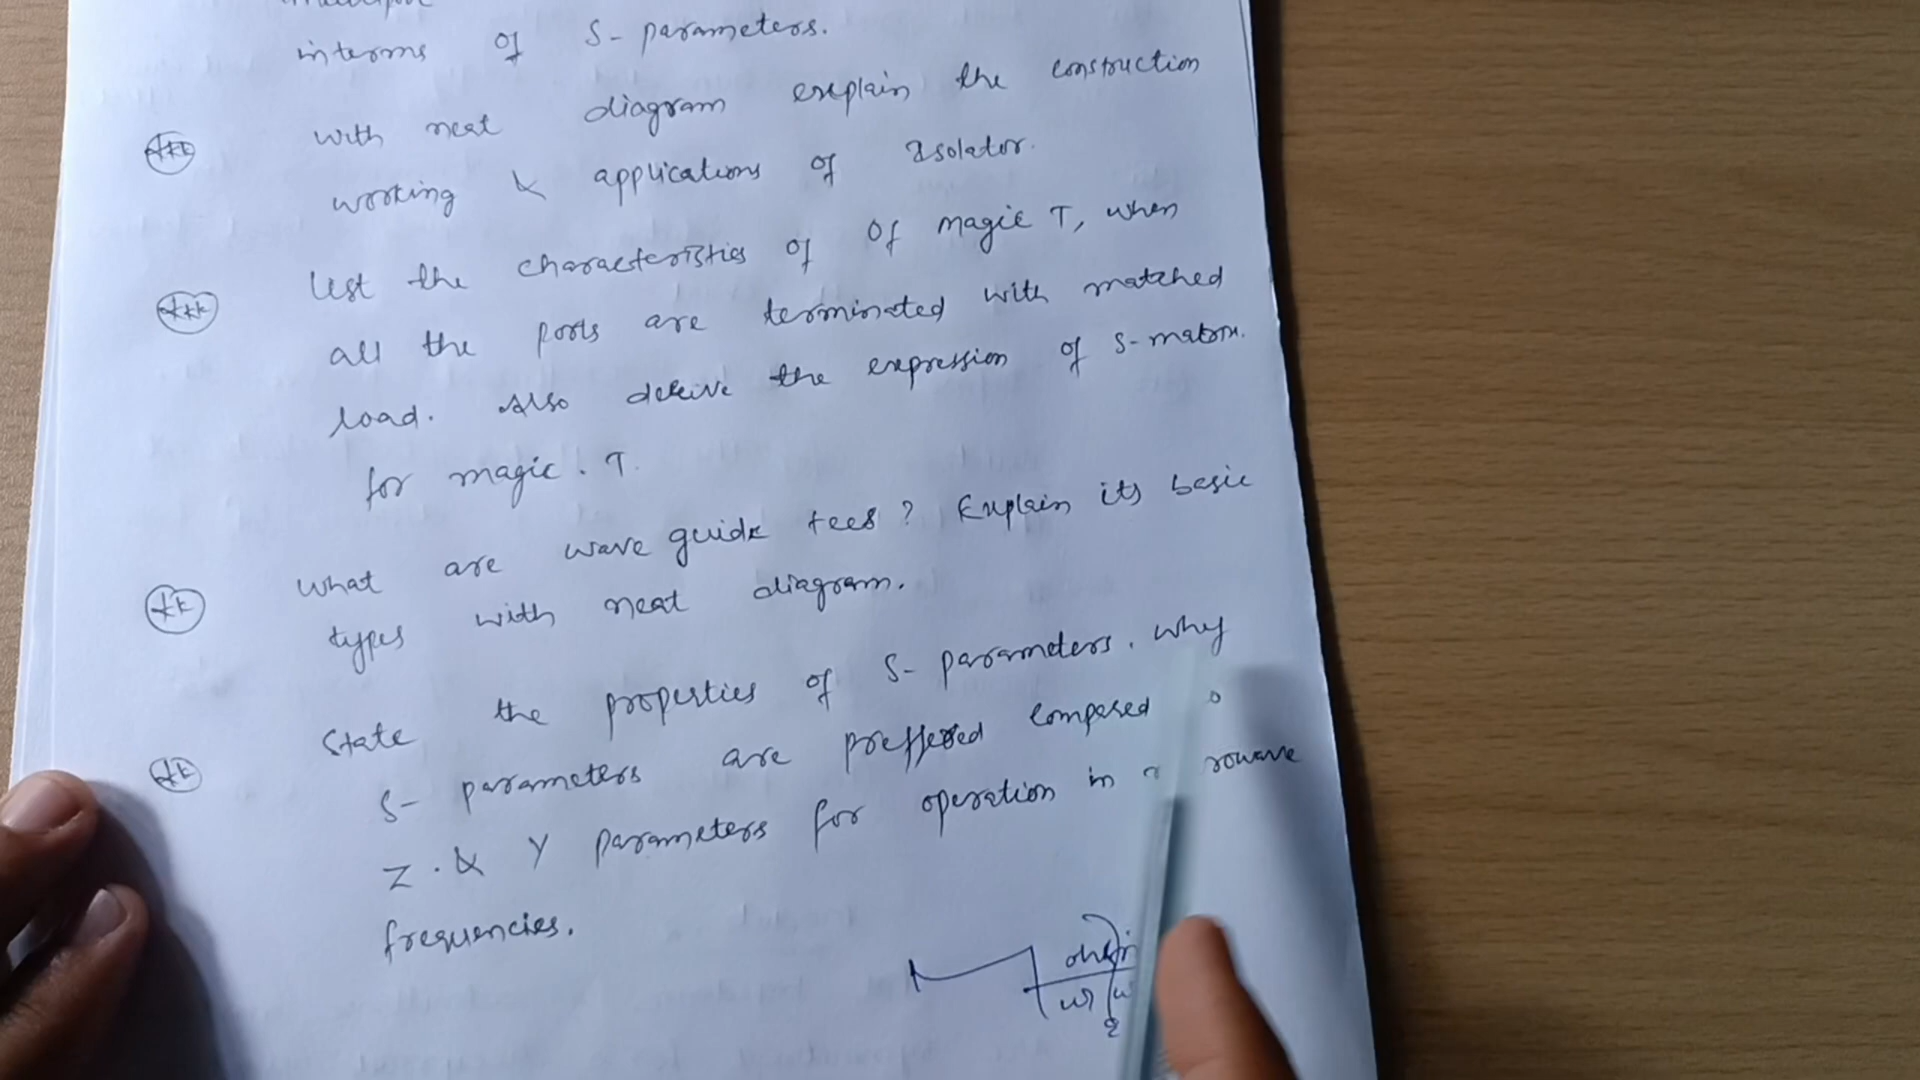 interms of S- parameters.
*** with neat diagram explain the construction
working & applications of Isolator.
*** List the characteristics of of magic T, when
all the ports are terminated with matched
load. Also derive the expression of S-matrix.
for magic. T.
** what are wave guide tees? Explain its basic
types with neat diagram.
** State the properties of S- parameters. Why
S- parameters are preffered compared
Z. & Y parameters for operation in
frequencies.